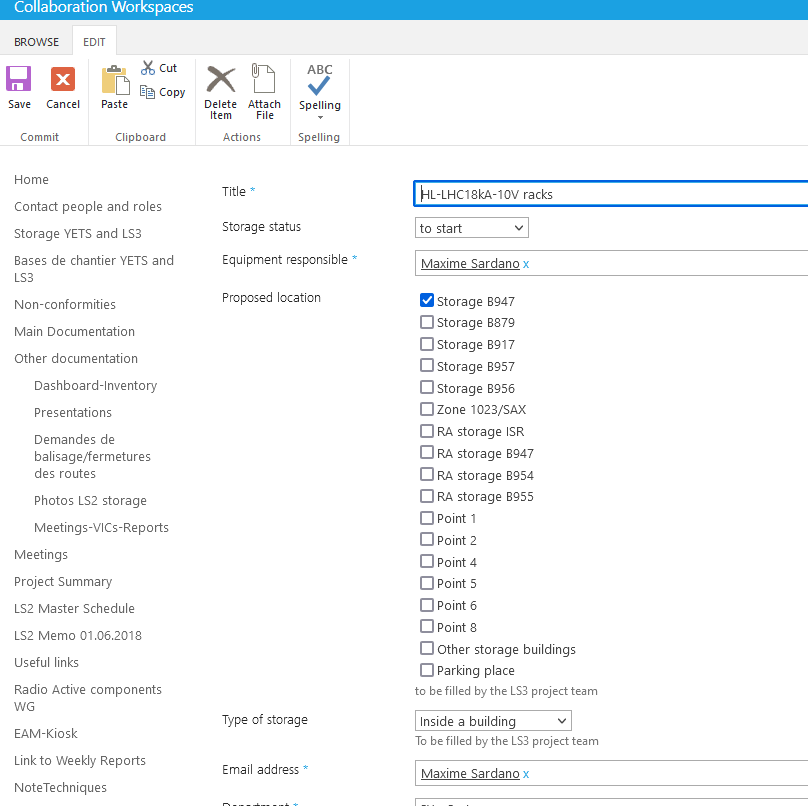 Collaboration Workspaces
BROWSE
EDIT
Save
Cancel
Paste
Cut
Copy
Delete
Item
Attach
File
ABC
Spelling
Commit
Clipboard
Actions
Spelling
Home
Contact people and roles
Storage YETS and LS3
Bases de chantier YETS and
LS3
Non-conformities
Main Documentation
Other documentation
Dashboard-Inventory
Presentations
Demandes de
balisage/fermetures
des routes
Photos LS2 storage
Meetings-VICs-Reports
Meetings
Project Summary
LS2 Master Schedule
LS2 Memo 01.06.2018
Useful links
Radio Active components
WG
EAM-Kiosk
Link to Weekly Reports
NoteTechniques
Title *
HL-LHC18kA-10V racks
Storage status
to start
Equipment responsible *
Maxime Sardano x
Proposed location
Storage B947
Storage B879
Storage B917
Storage B957
Storage B956
Zone 1023/SAX
RA storage ISR
RA storage B947
RA storage B954
RA storage B955
Point 1
Point 2
Point 4
Point 5
Point 6
Point 8
Other storage buildings
Parking place
to be filled by the LS3 project team
Type of storage
Inside a building
To be filled by the LS3 project team
Email address *
Maxime Sardano x
Department *